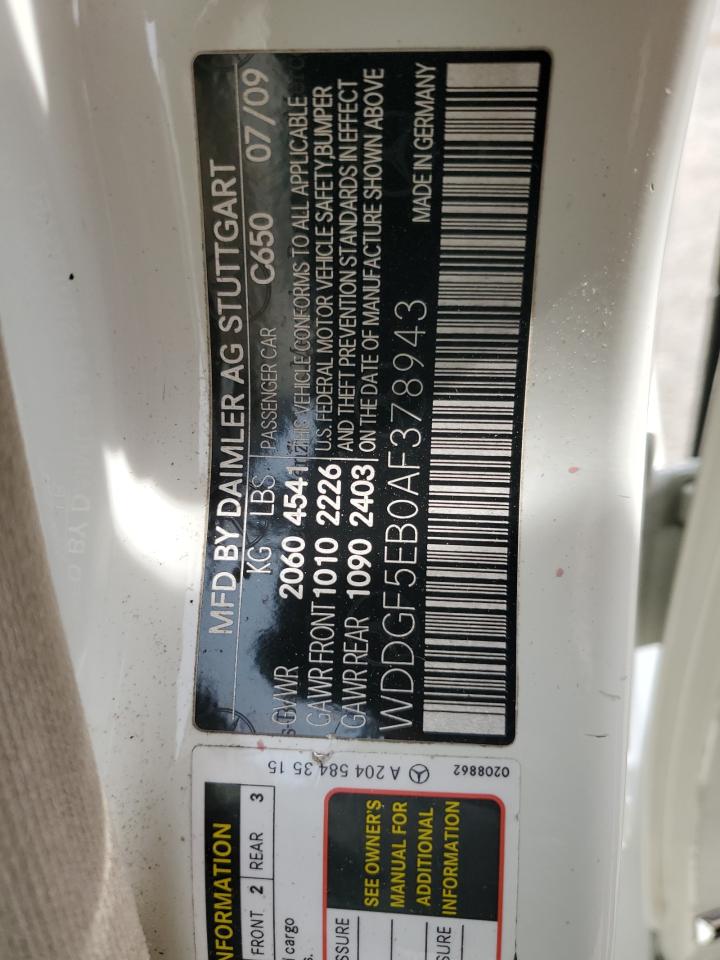 MFD BY DAIMLER AG STUTTGART
KG LBS PASSENGER CAR C650 07/09
GVWR 2060 4541 THIS VEHICLE CONFORMS TO ALL APPLICABLE
GAWR FRONT 1010 2226 U.S. FEDERAL MOTOR VEHICLE SAFETY, BUMPER
GAWR REAR 1090 2403 AND THEFT PREVENTION STANDARDS IN EFFECT
ON THE DATE OF MANUFACTURE SHOWN ABOVE
WDDGF5EB0AF378943 MADE IN GERMANY
NFORMATION
FRONT 2 REAR 3
cargo
s.
A 204 584 35 15
0208862
SEE OWNER'S
MANUAL FOR
ADDITIONAL
INFORMATION
SSURE
SURE